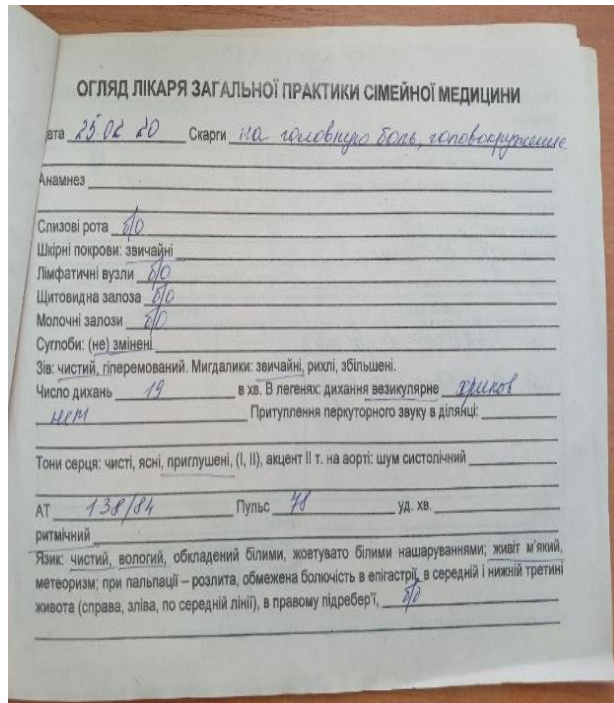 ОГЛЯД ЛІКАРЯ ЗАГАЛЬНОЇ ПРАКТИКИ СІМЕЙНОЇ МЕДИЦИНИ
ата 25 02 20 Скарги на головную боль, головокружение
Анамнез
Слизові рота б/о
Шкірні покрови: звичайні
Лімфатичні вузли б/о
Щитовидна залоза б/о
Молочні залози б/о
Суглоби: (не) змінені
Зів: чистий, гіперемований. Мигдалики: звичайні, рихлі, збільшені.
Число дихань 19 в хв. В легенях: дихання везикулярне хрипов
нет Притуплення перкуторного звуку в ділянці:
Тони серця: чисті, ясні, приглушені, (I, II), акцент II т. на аорті: шум систолічний
АТ 138/84 Пульс 78 уд. хв.
ритмічний
Язик: чистий, вологий, обкладений білими, жовтувато білими нашаруваннями; живіт м'який,
метеоризм; при пальпації – розлита, обмежена болючість в епігастрії, в середній і нижній третині
живота (справа, зліва, по середній лінії), в правому підребер'ї, б/о